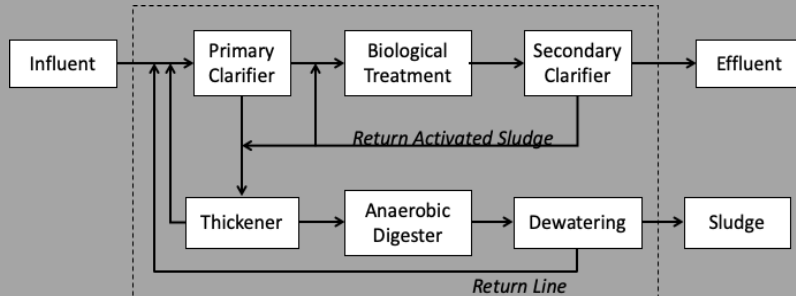 Influent
Primary
Clarifier
Biological
Treatment
Secondary
Clarifier
Effluent
Return Activated Sludge
Thickener
Anaerobic
Digester
Dewatering
Sludge
Return Line